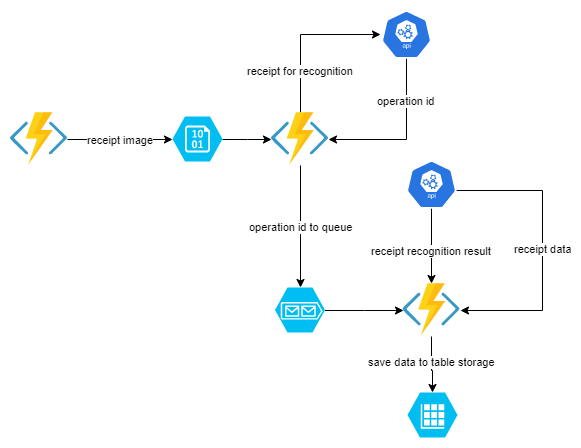 api
receipt for recognition
operation id
receipt image
10
01
api
operation id to queue
receipt recognition result
receipt data
save data to table storage